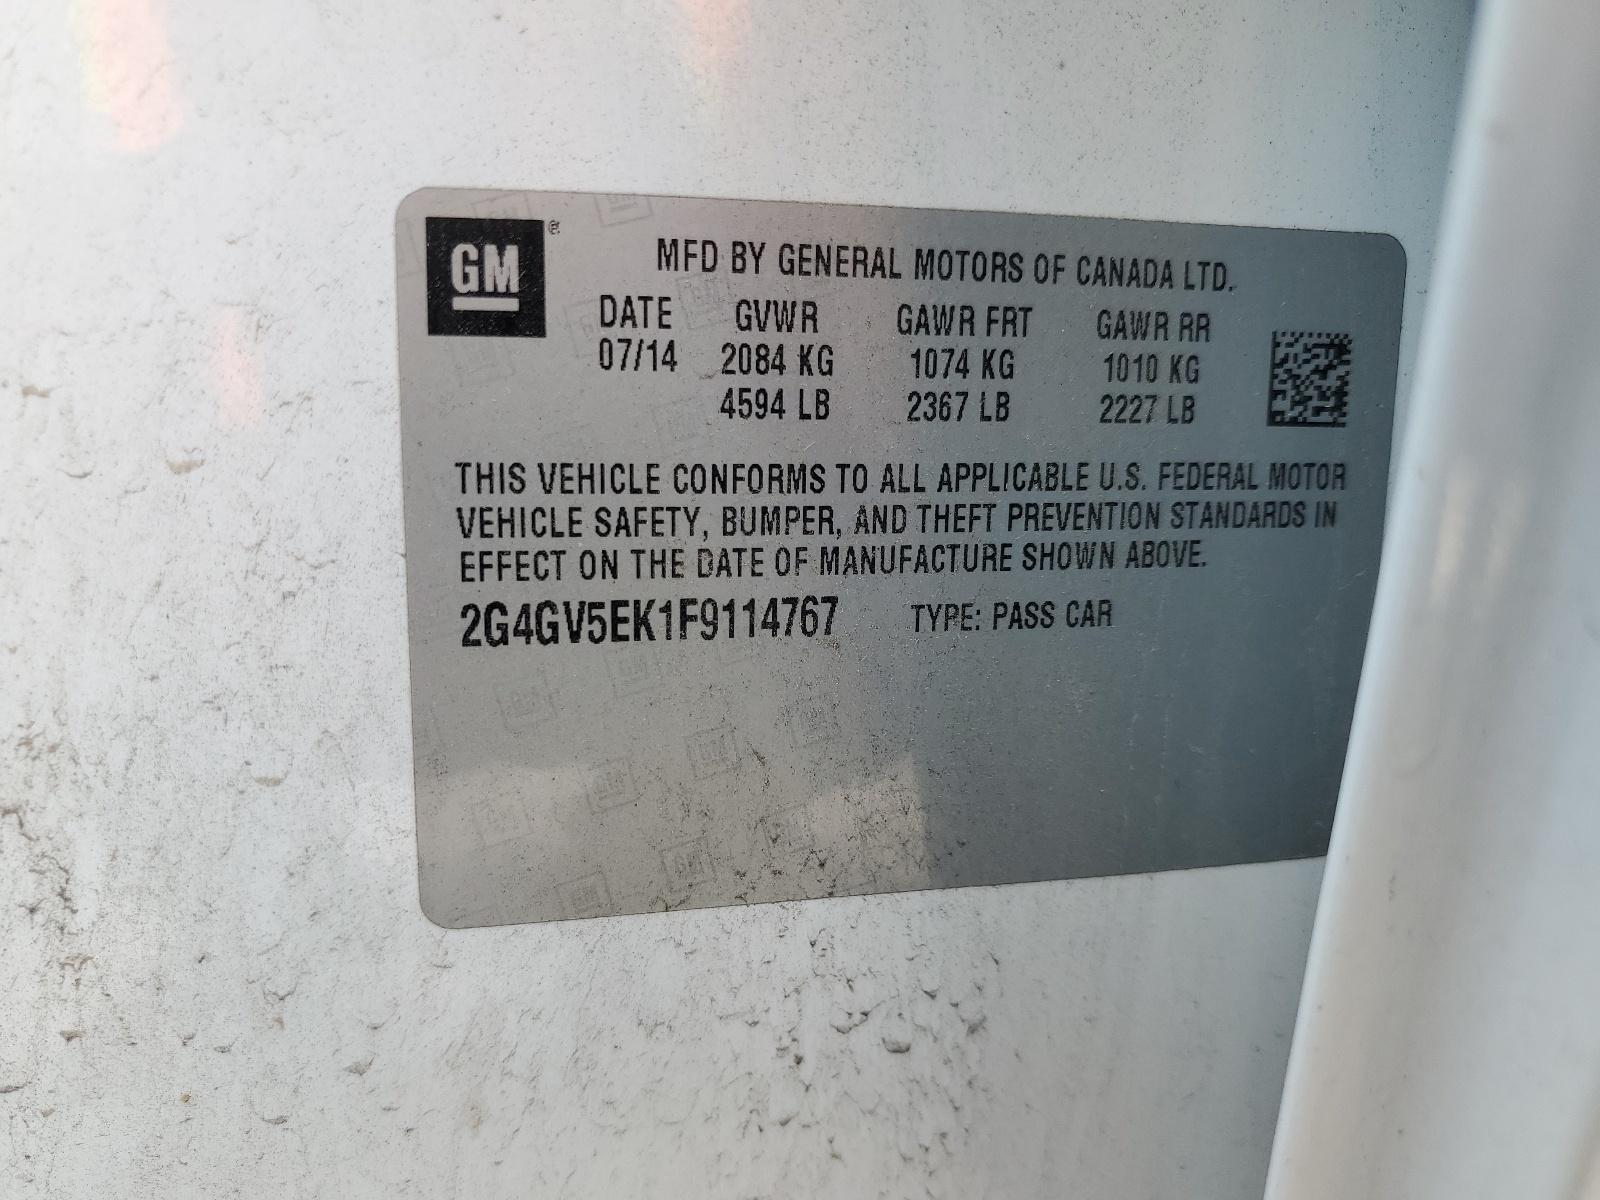 GM ®
MFD BY GENERAL MOTORS OF CANADA LTD.
DATE GVWR GAWR FRT GAWR RR
07/14 2084 KG 1074 KG 1010 KG
4594 LB 2367 LB 2227 LB
THIS VEHICLE CONFORMS TO ALL APPLICABLE U.S. FEDERAL MOTOR
VEHICLE SAFETY, BUMPER, AND THEFT PREVENTION STANDARDS IN
EFFECT ON THE DATE OF MANUFACTURE SHOWN ABOVE.
2G4GV5EK1F9114767 TYPE: PASS CAR